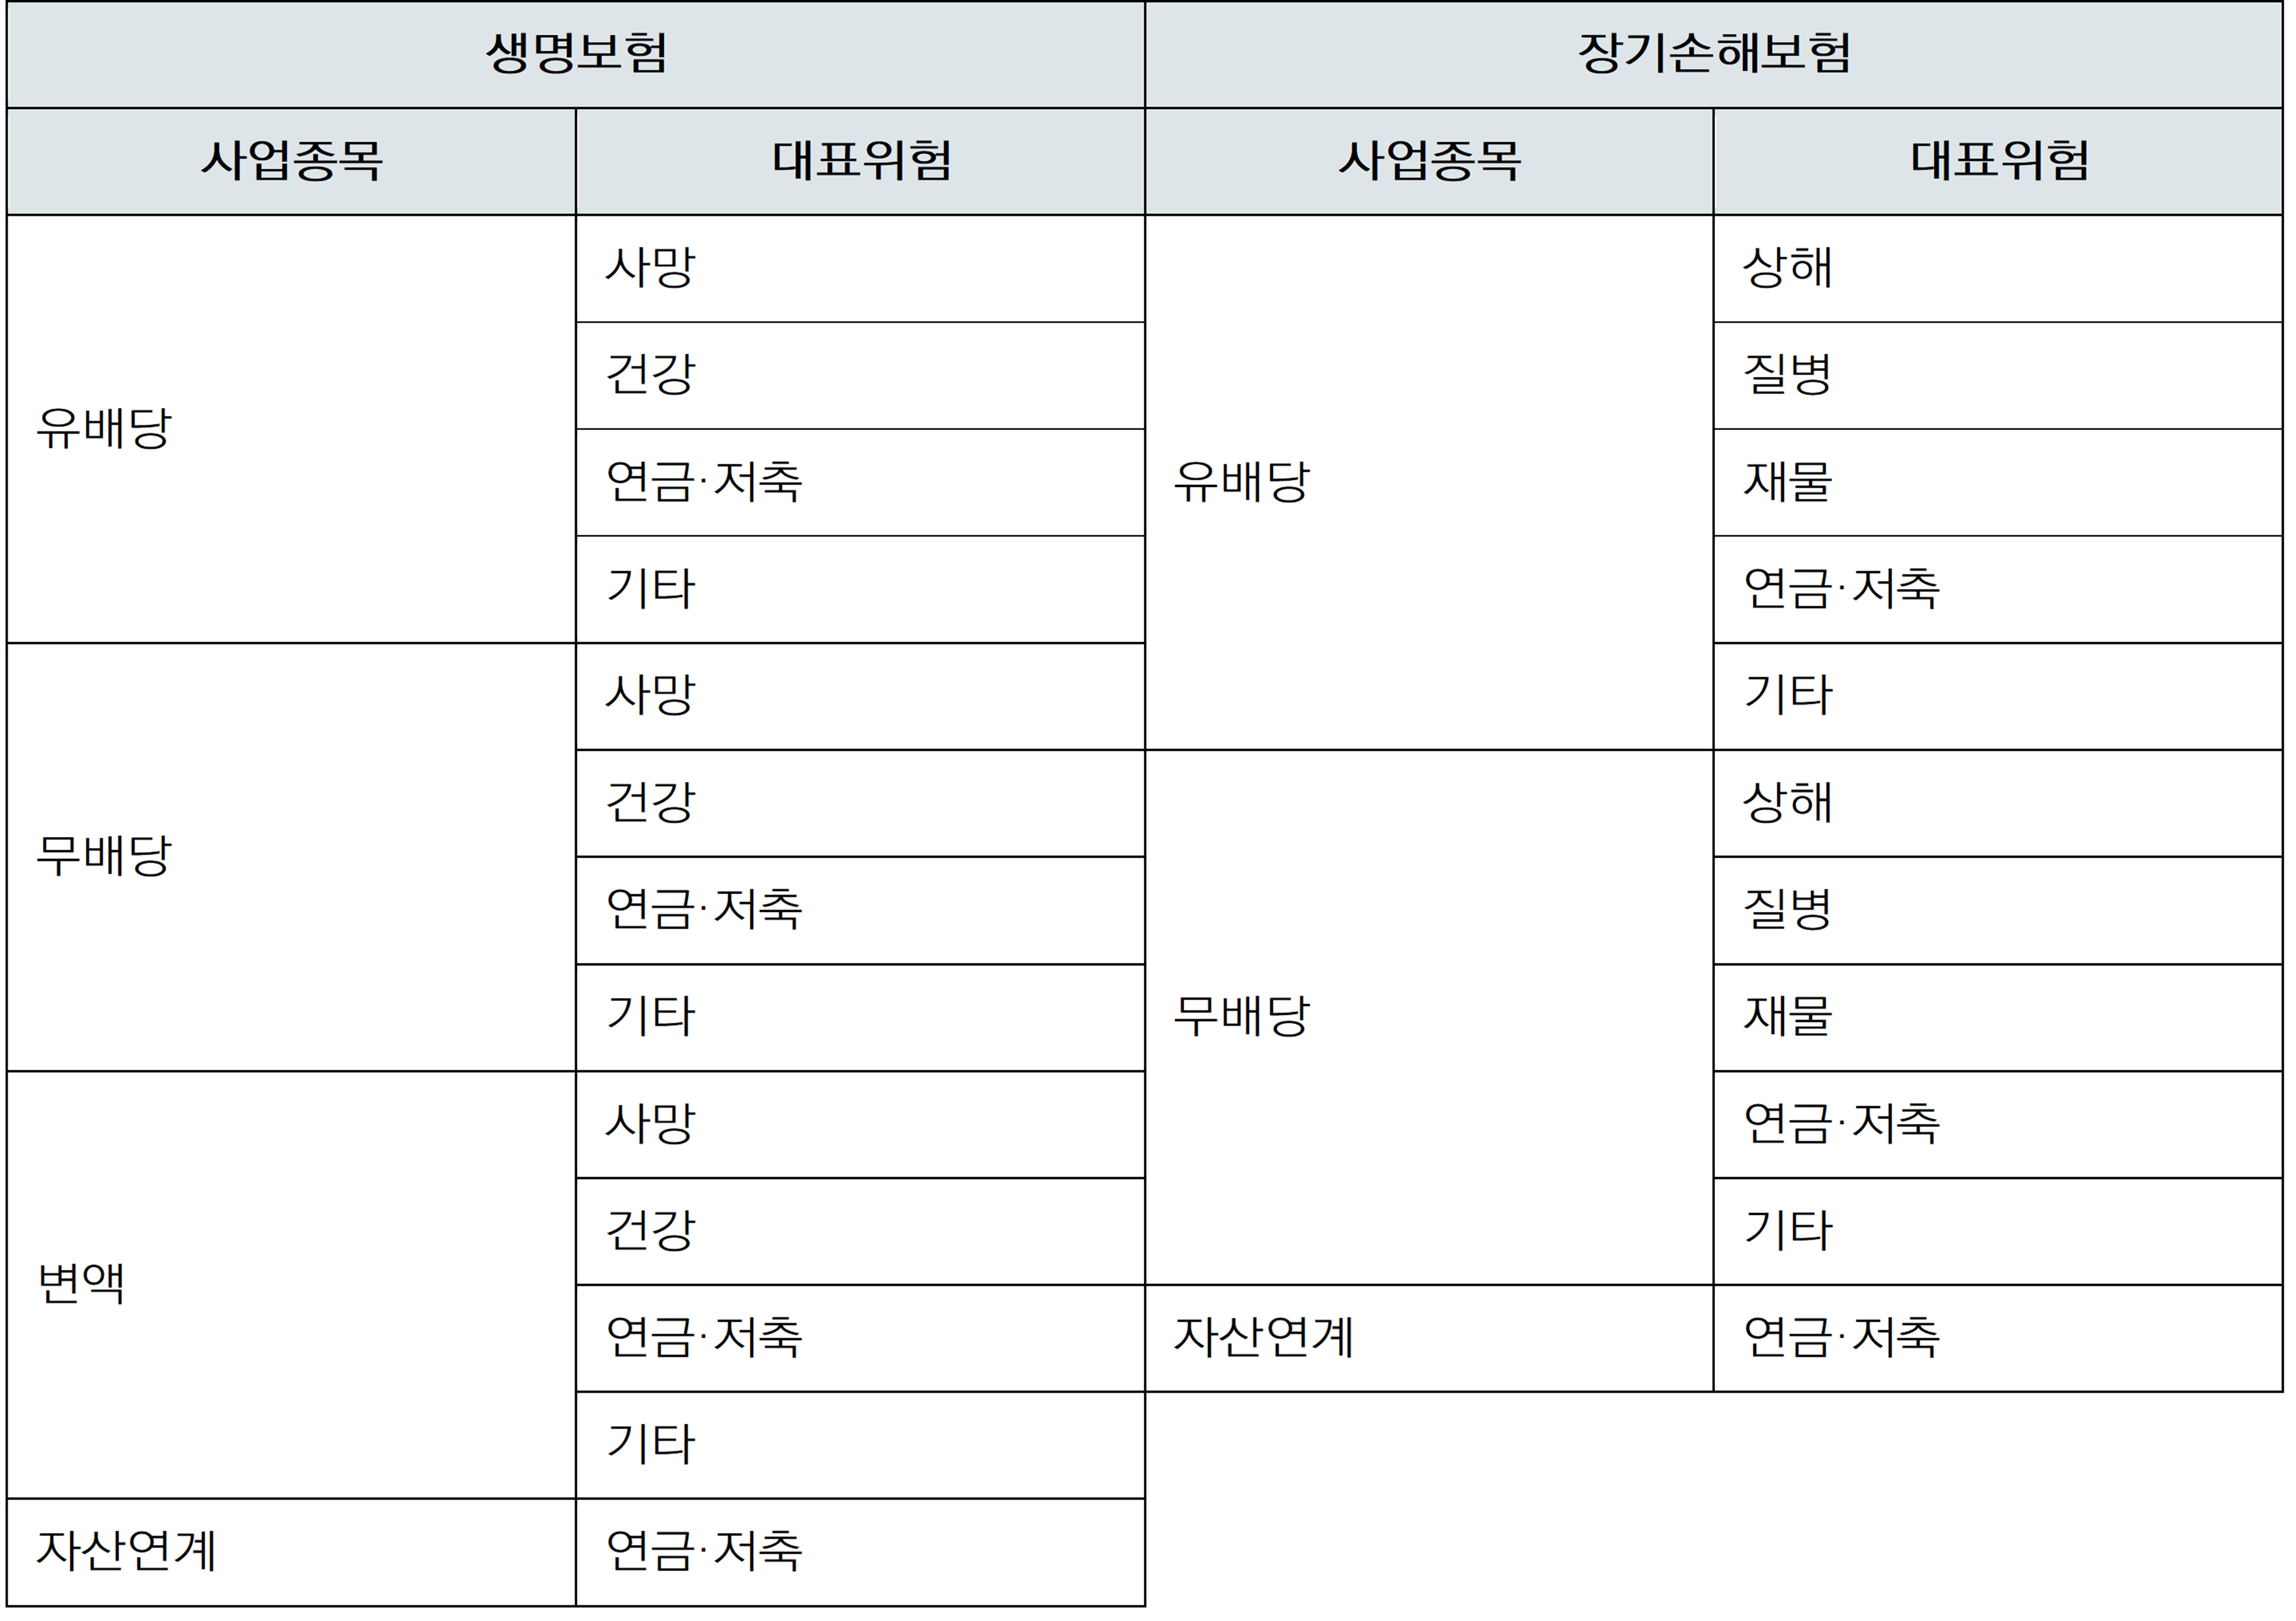 생명보험 장기손해보험
사업종목 대표위험 사업종목 대표위험
사망 상해
건강 질병
유배당
연금·저축 유배당 재물
기타 연금·저축
사망 기타
건강 상해
무배당
연금·저축 질병
기타 무배당 재물
사망 연금·저축
건강 기타
변액
연금·저축 자산연계 연금·저축
기타
자산연계 연금·저축